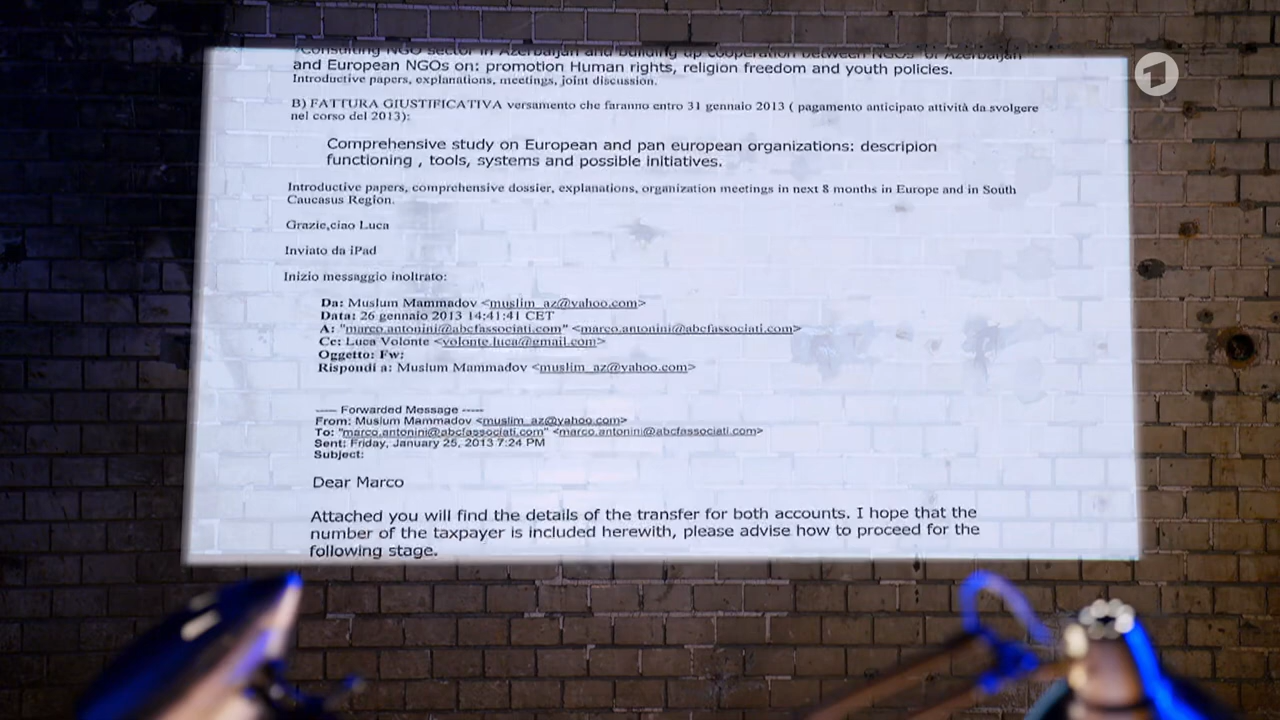 "Consulting NGO sector in Azerbaijan and building up cooperation between NGOs of Azerbaijan
and European NGOs on: promotion Human rights, religion freedom and youth policies.
Introductive papers, explanations, meetings, joint discussion.
B) FATTURA GIUSTIFICATIVA versamento che faranno entro 31 gennaio 2013 ( pagamento anticipato attività da svolgere
nel corso del 2013):
Comprehensive study on European and pan european organizations: descripion
functioning , tools, systems and possible initiatives.
Introductive papers, comprehensive dossier, explanations, organization meetings in next 8 months in Europe and in South
Caucasus Region.
Grazie,ciao Luca
Inviato da iPad
Inizio messaggio inoltrato:
Da: Muslum Mammadov <muslim_az@yahoo.com>
Data: 26 gennaio 2013 14:41:41 CET
A: "marco.antonini@abcfassociati.com" <marco.antonini@abcfassociati.com>
Cc: Luca Volonte <volonte.luca@gmail.com>
Oggetto: Fw:
Rispondi a: Muslum Mammadov <muslim_az@yahoo.com>
----- Forwarded Message -----
From: Muslum Mammadov <muslim_az@yahoo.com>
To: "marco.antonini@abcfassociati.com" <marco.antonini@abcfassociati.com>
Sent: Friday, January 25, 2013 7:24 PM
Subject:
Dear Marco
Attached you will find the details of the transfer for both accounts. I hope that the
number of the taxpayer is included herewith, please advise how to proceed for the
following stage.
1